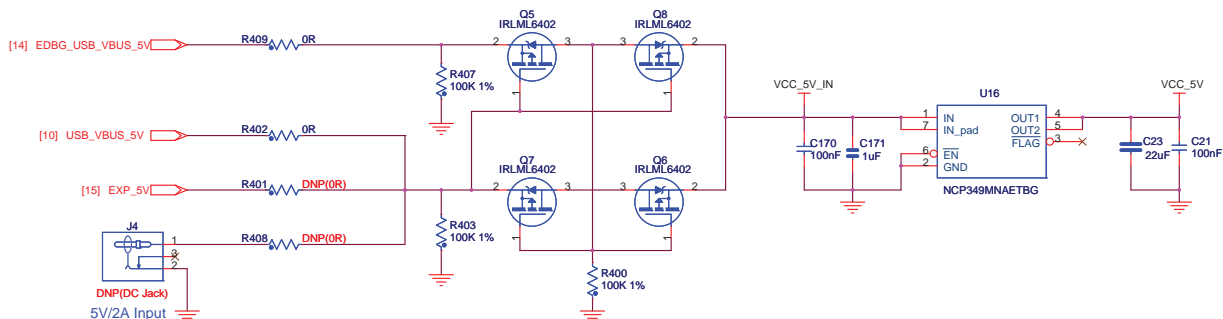 Q5
IRLML6402
Q8
IRLML6402
[14] EDBG_USB_VBUS_5V
R409
0R
2
3
3
2
R407
100K 1%
1
1
VCC_5V_IN
U16
VCC_5V
1
IN
OUT1
4
7
IN_pad
OUT2
5
FLAG
3
6
EN
2
GND
NCP349MNAETBG
C170
100nF
C171
1uF
C23
22uF
C21
100nF
[10] USB_VBUS_5V
R402
0R
Q7
IRLML6402
Q6
IRLML6402
[15] EXP_5V
R401
DNP(0R)
2
3
3
2
R403
100K 1%
1
1
J4
1
3
2
R408
DNP(0R)
R400
100K 1%
DNP(DC Jack)
5V/2A Input